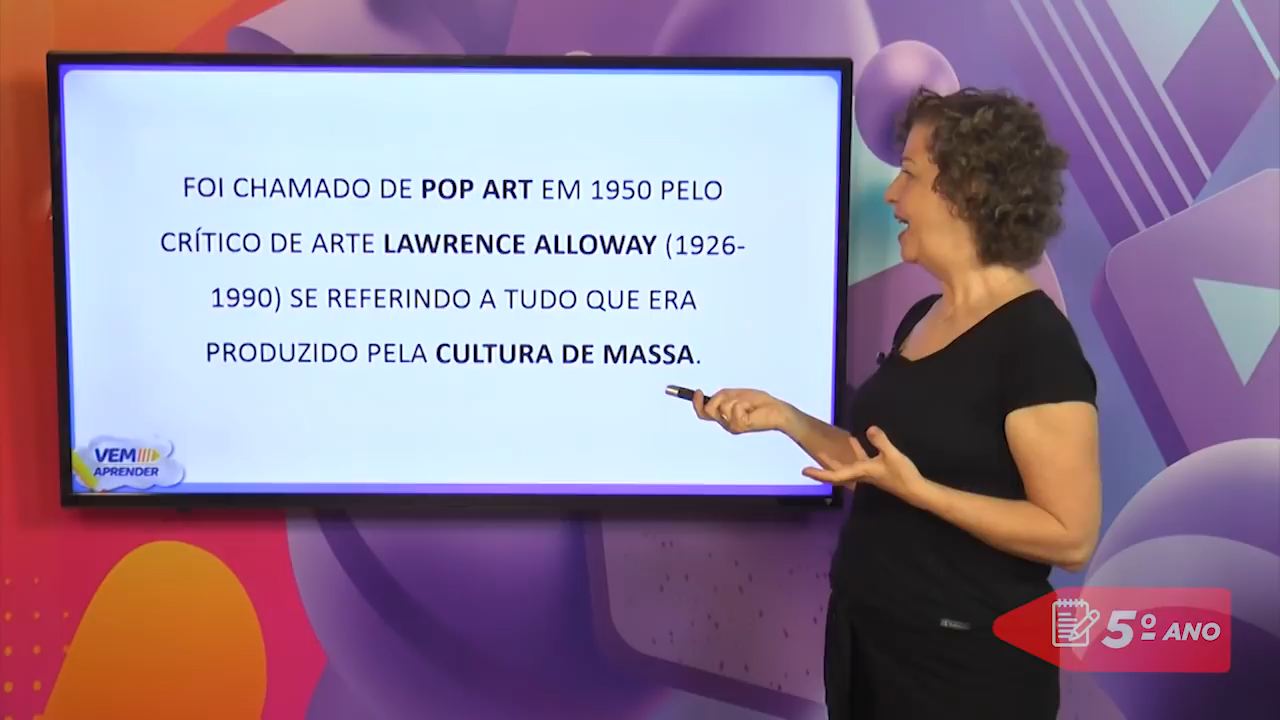 FOI CHAMADO DE POP ART EM 1950 PELO
CRÍTICO DE ARTE LAWRENCE ALLOWAY (1926-
1990) SE REFERINDO A TUDO QUE ERA
PRODUZIDO PELA CULTURA DE MASSA.
VEM
APRENDER
5º ANO